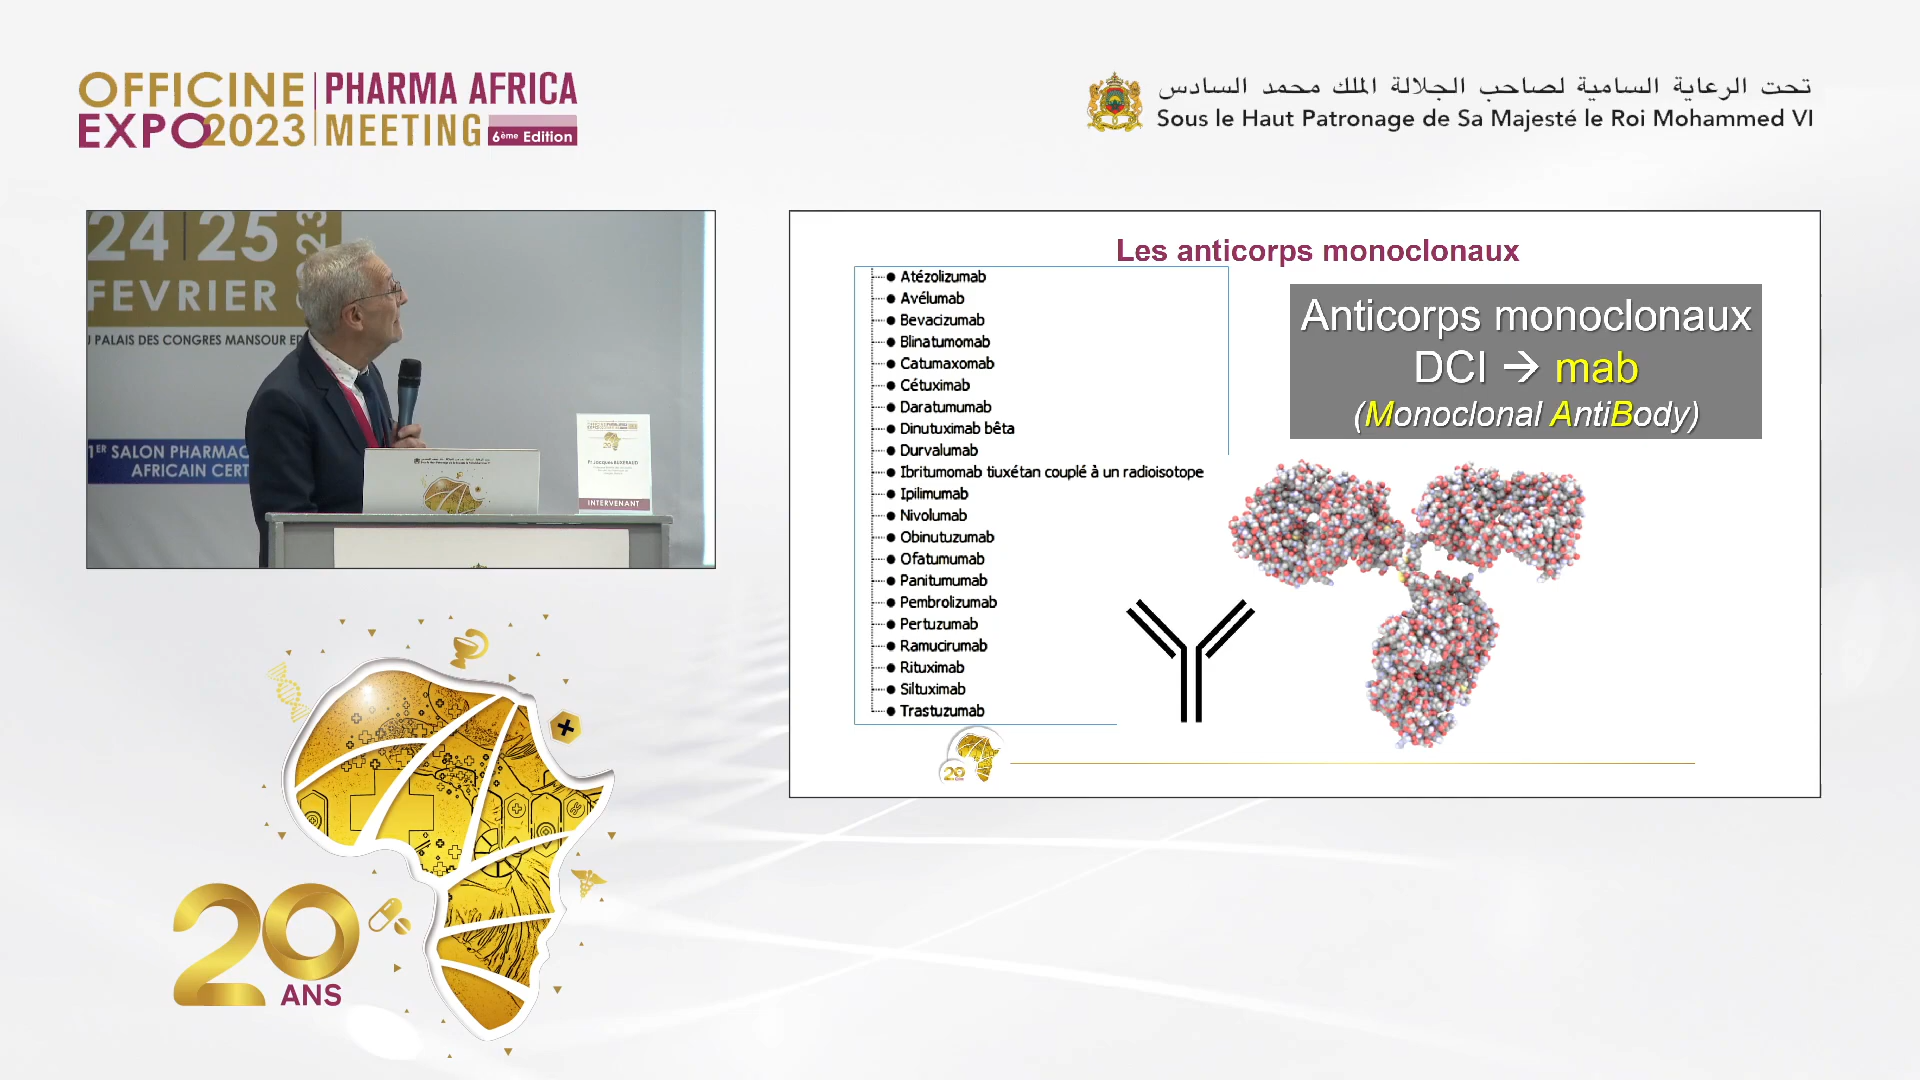 OFFICINE
EXPO2023
PHARMA AFRICA
MEETING 6ème Edition
تحت الرعاية السامية لصاحب الجلالة الملك محمد السادس
Sous le Haut Patronage de Sa Majesté le Roi Mohammed VI
24|25
FEVRIER
PALAIS DES CONGRES MANSOUR
1ER SALON PHARMAC
AFRICAIN CERT
INTERVENANT
Les anticorps monoclonaux
Atézolizumab
Avélumab
Bevacizumab
Blinatumomab
Catumaxomab
Cétuximab
Daratumumab
Dinutuximab bêta
Durvalumab
Ibritumomab tiuxétan couplé à un radioisotope
Ipilimumab
Nivolumab
Obinutuzumab
Ofatumumab
Panitumumab
Pembrolizumab
Pertuzumab
Ramucirumab
Rituximab
Siltuximab
Trastuzumab
Anticorps monoclonaux
DCI → mab
(Monoclonal AntiBody)
20
20
ANS